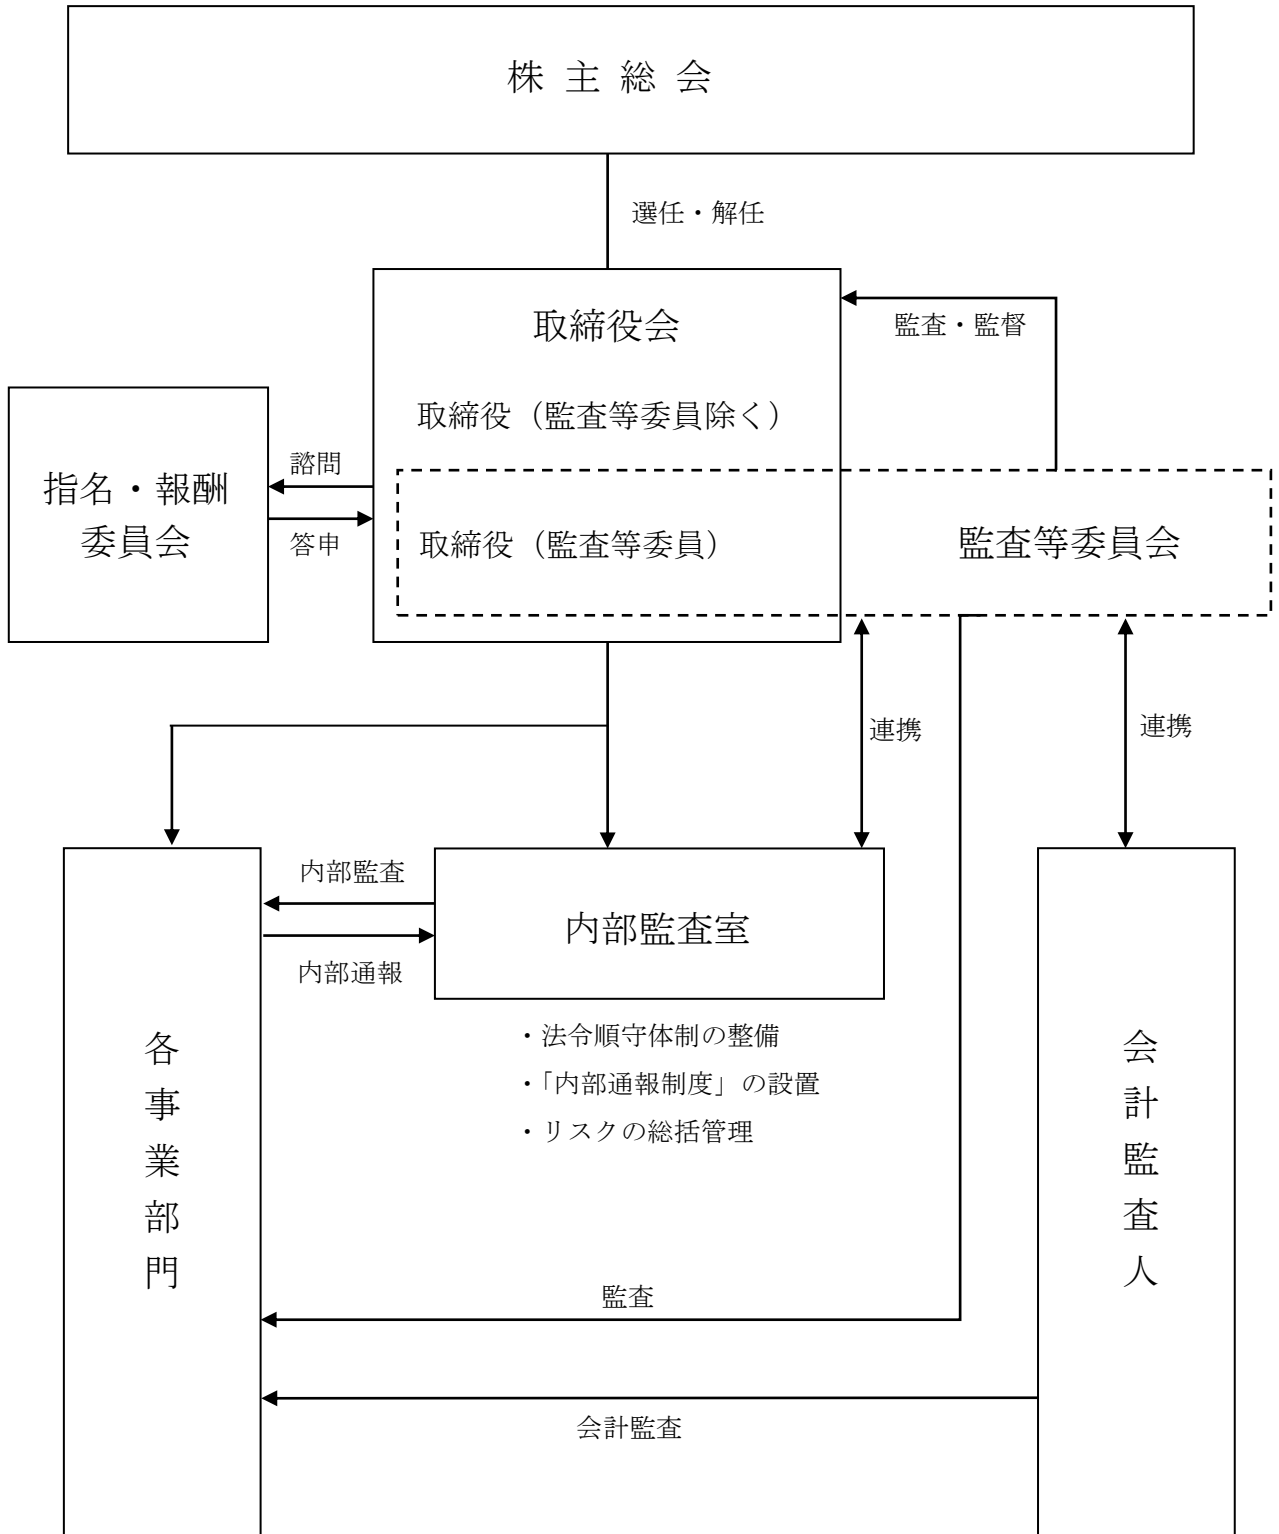 株主総会
選任・解任
取締役会
監査・監督
取締役（監査等委員除く）
諮問
指名・報酬
委員会
答申
取締役（監査等委員）
監査等委員会
連携
連携
内部監査
内部監査室
内部通報
・法令順守体制の整備
・「内部通報制度」の設置
・リスクの総括管理
各事業部門
会計監査人
監査
会計監査